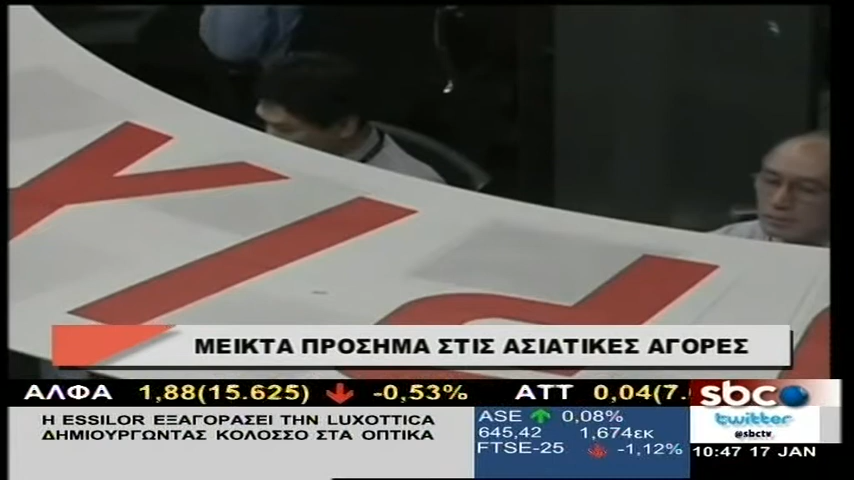 ΜΕΙΚΤΑ ΠΡΟΣΗΜΑ ΣΤΙΣ ΑΣΙΑΤΙΚΕΣ ΑΓΟΡΕΣ
ΑΛΦΑ 1,88(15.625) -0,53% ΑΤΤ 0,04(7.
sbc
Η ESSILOR ΕΞΑΓΟΡΑΣΕΙ ΤΗΝ LUXOTTICA
ΔΗΜΙΟΥΡΓΩΝΤΑΣ ΚΟΛΟΣΣΟ ΣΤΑ ΟΠΤΙΚΑ
ASE 0,08%
645,42 1,674εκ
FTSE-25 -1,12%
twitter
@sbctv
10:47 17 JAN